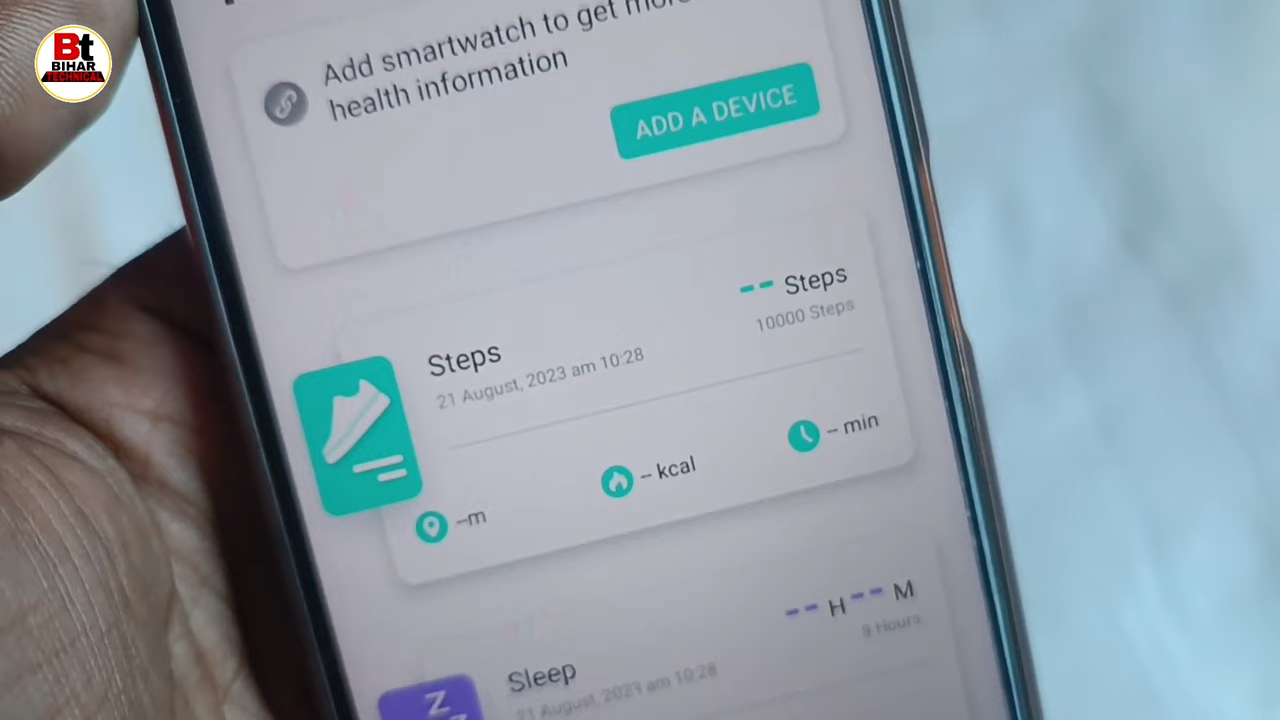 Bt
BIHAR
TECHNICAL
Add smartwatch to get more
health information
ADD A DEVICE
-- Steps
10000 Steps
Steps
21 August, 2023 am 10:28
–m
– kcal
– min
-- H -- M
8 Hours
Sleep
21 August, 2023 am 10:28
Z